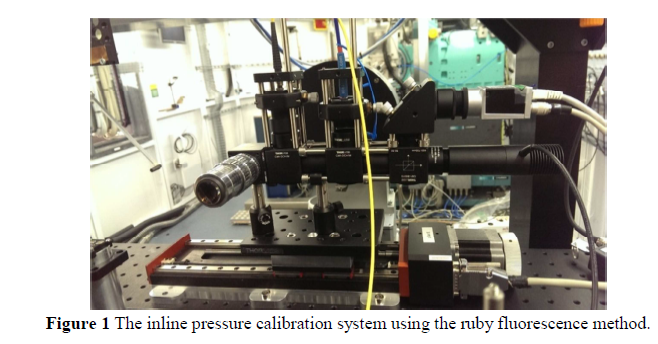 Figure 1 The inline pressure calibration system using the ruby fluorescence method.